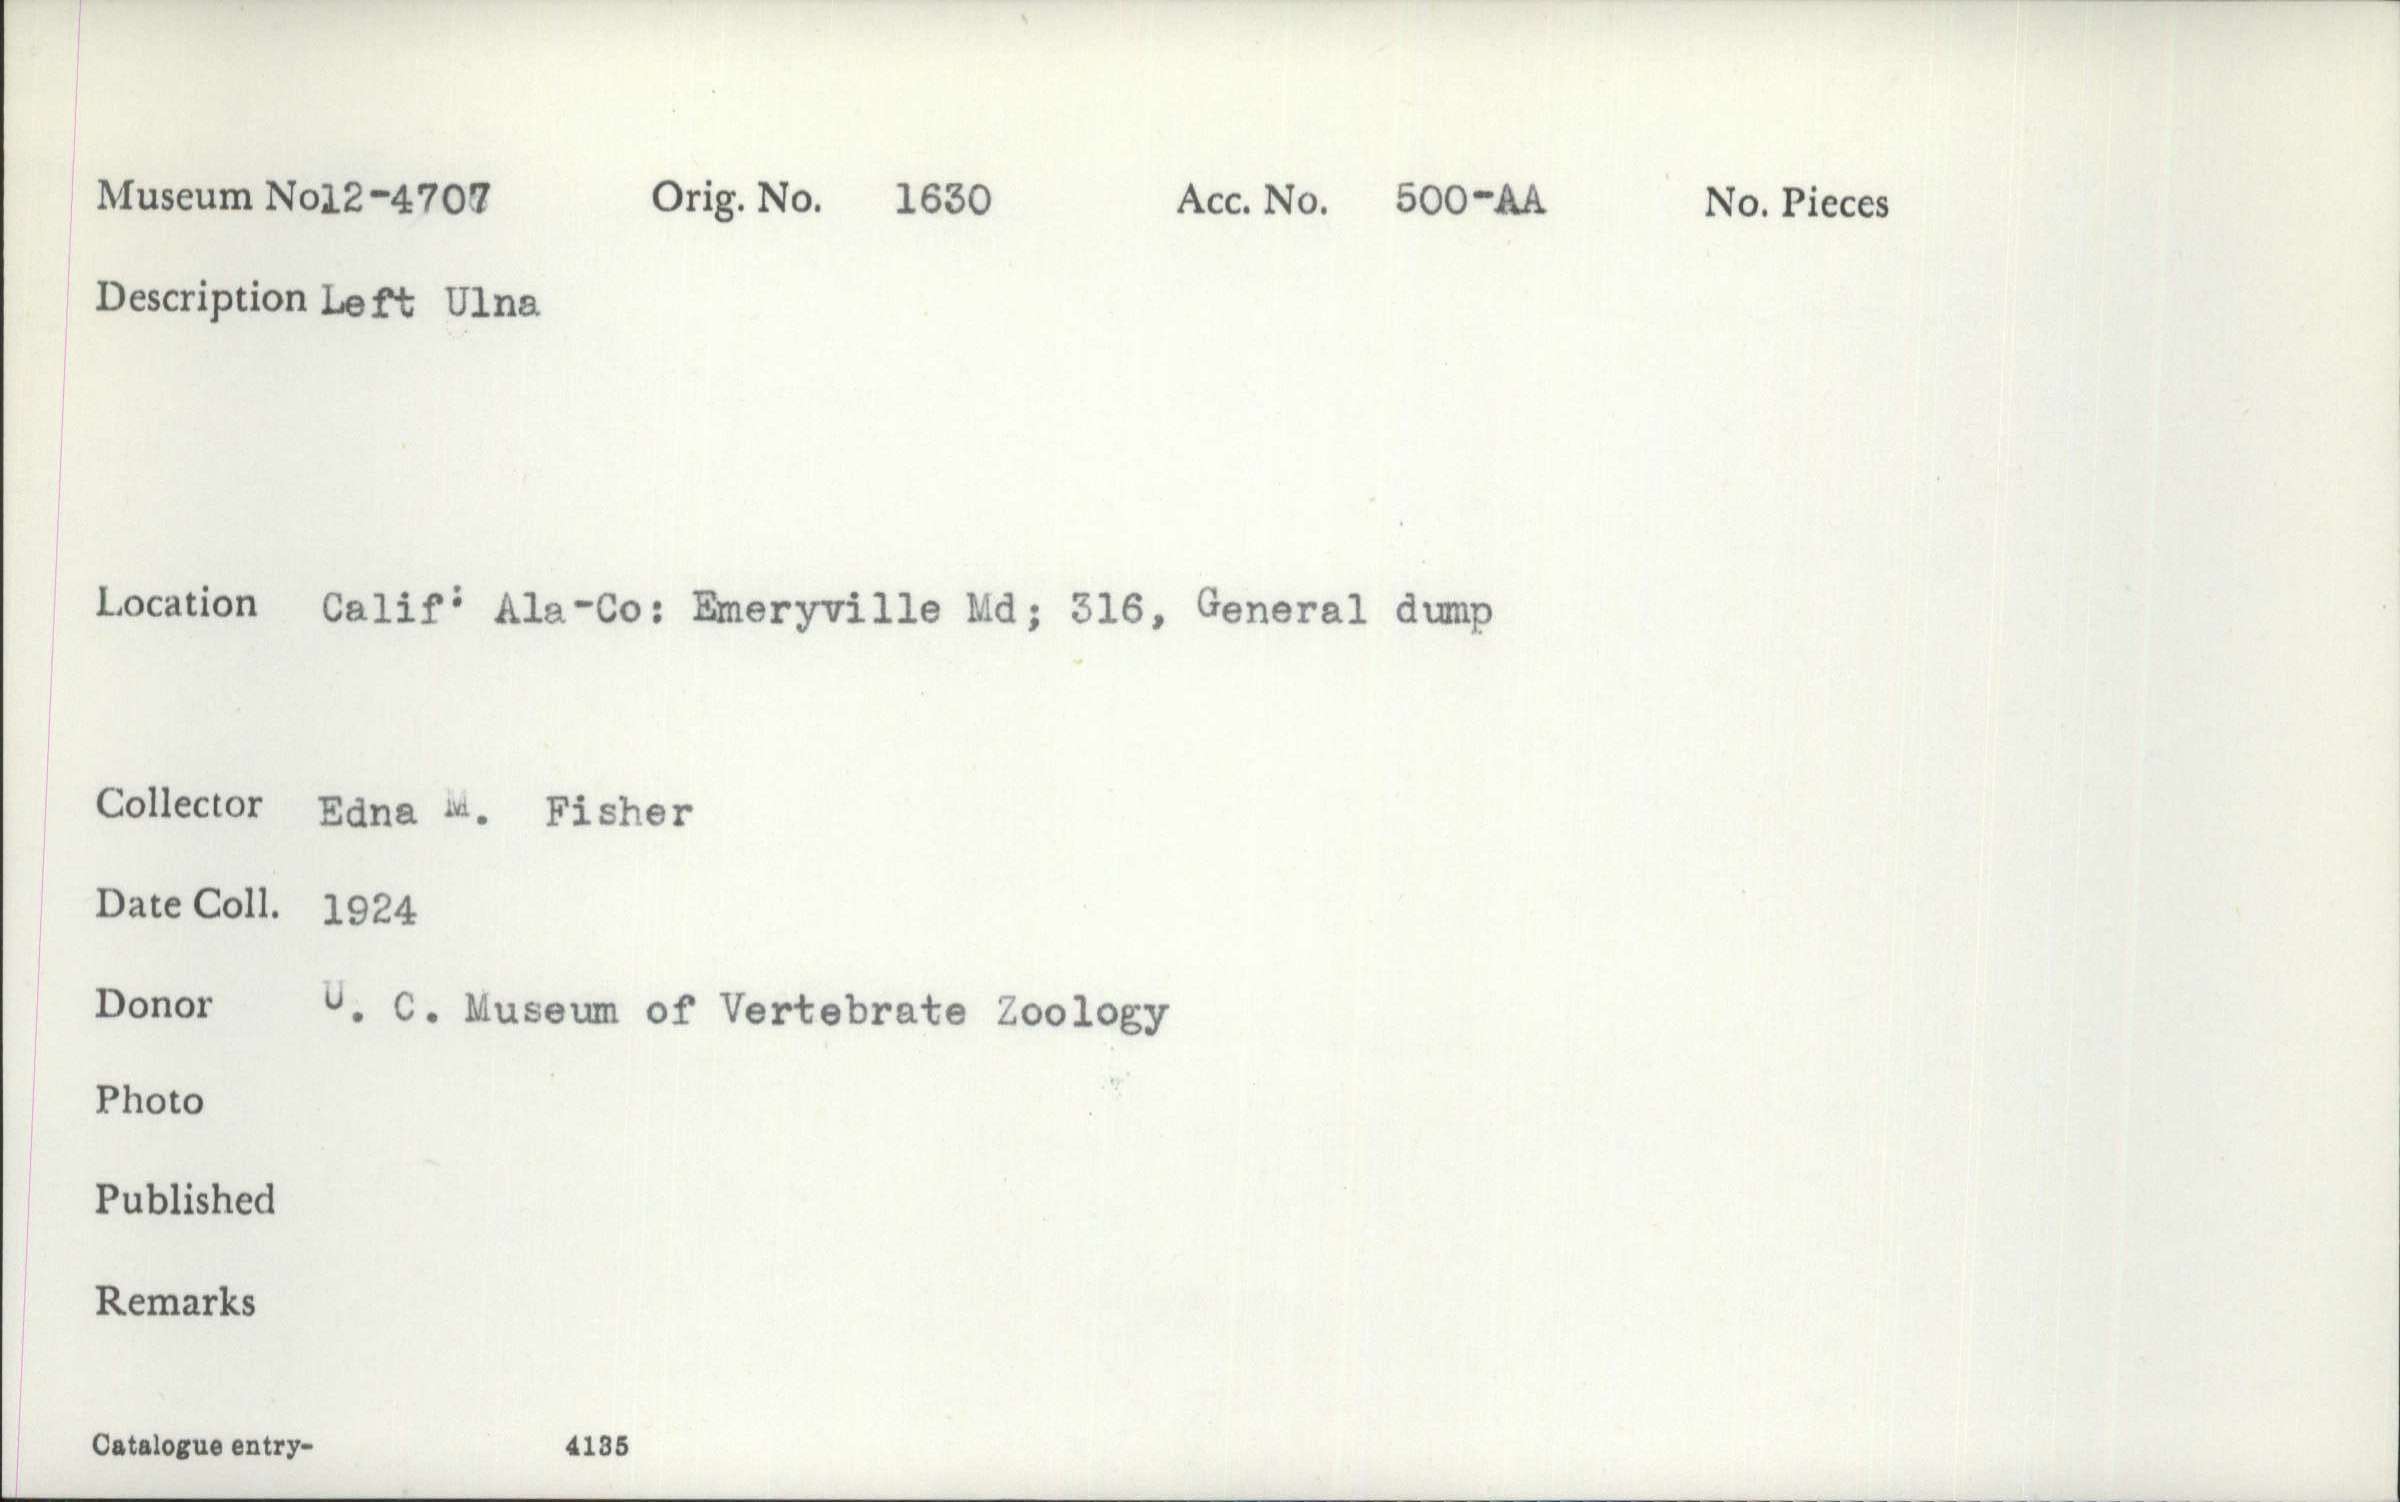 Museum No.12-4707 Orig. No. 1630 Acc. No. 500-AA No. Pieces
Description Left Ulna
Location Calif: Ala-Co: Emeryville Md; 316, General dump
Collector Edna M. Fisher
Date Coll. 1924
Donor U. C. Museum of Vertebrate Zoology
Photo
Published
Remarks
Catalogue entry- 4135